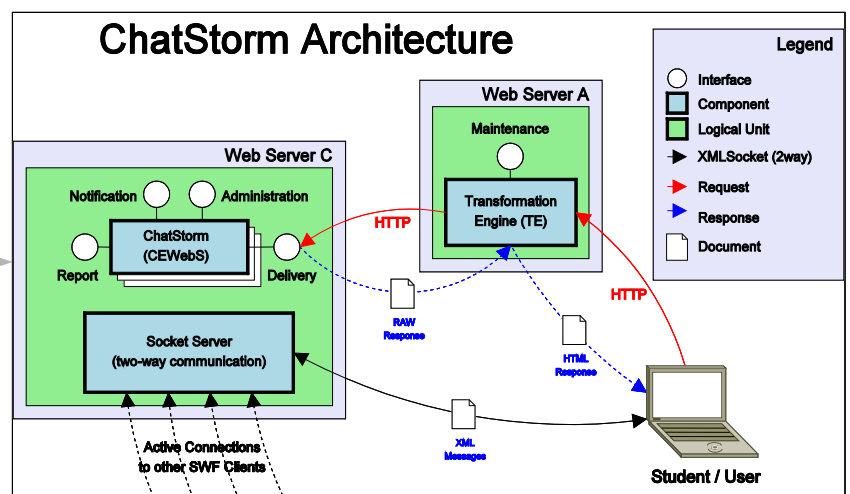 ChatStorm Architecture
Legend
Interface
Component
Logical Unit
XMLSocket (2way)
Request
Response
Document
Web Server A
Maintenance
Transformation
Engine (TE)
Web Server C
Notification
Administration
ChatStorm
(CEWebS)
Report
Delivery
HTTP
RAW
Response
HTTP
HTML
Response
Socket Server
(two-way communication)
XML
Messages
Active Connections
to other SWF Clients
Student / User